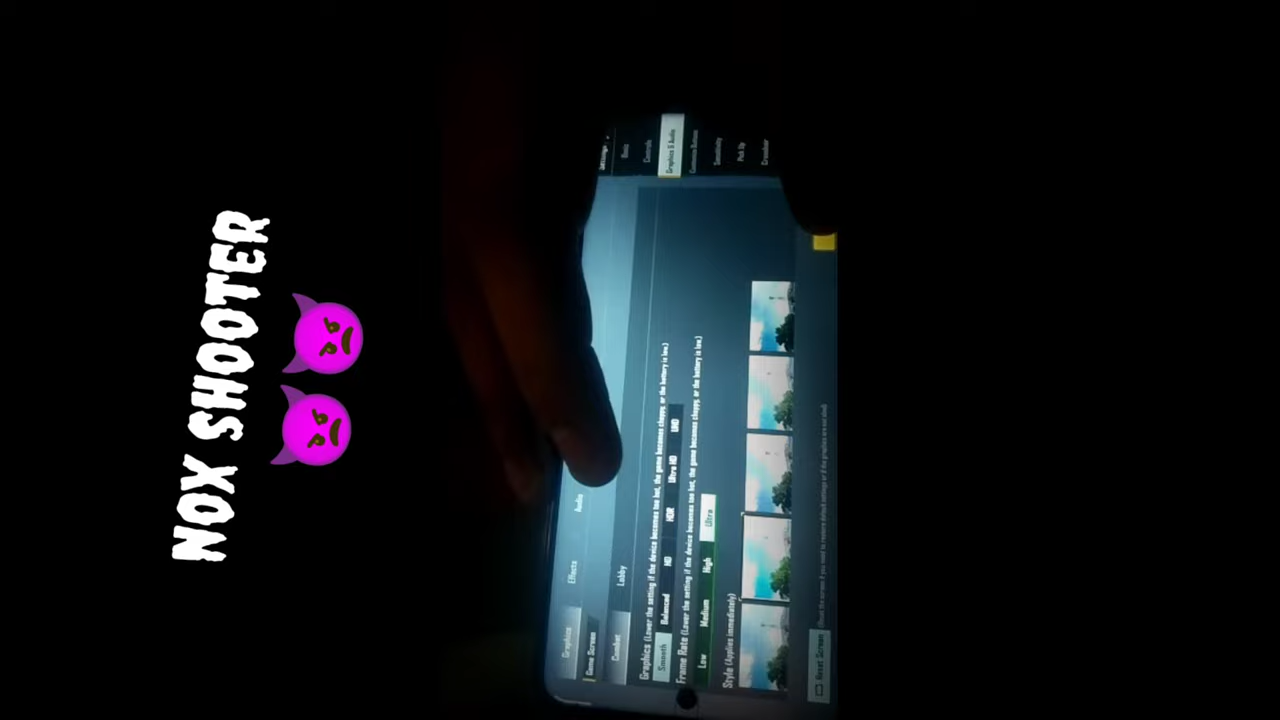 NOX SHOOTER
Settings
Basic
Controls
Graphics & Audio
Customize Buttons
Sensitivity
Pick Up
Crosshair
Graphics
Effects
Audio
Game Screen
Combat
Lobby
Graphics (Lower the setting if the device becomes too hot, the game becomes choppy, or the battery is low)
Smooth Balanced HD HDR Ultra HD UHD
Frame Rate (Lower the setting if the device becomes too hot, the game becomes choppy, or the battery is low)
Low Medium High Ultra
Style (Applies immediately)
Reset Screen